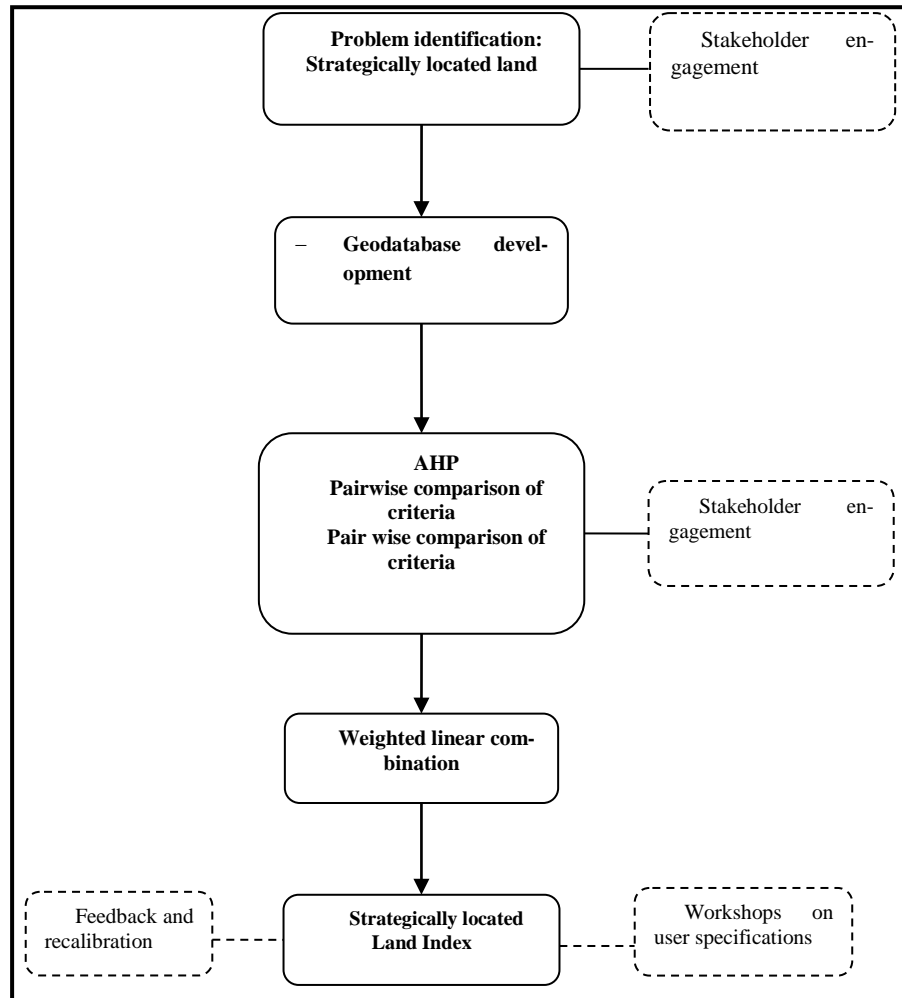 Problem identification:
Strategically located land
Stakeholder en-
gagement
– Geodatabase devel-
opment
AHP
Pairwise comparison of
criteria
Pair wise comparison of
criteria
Stakeholder en-
gagement
Weighted linear com-
bination
Feedback and
recalibration
Strategically located
Land Index
Workshops on
user specifications